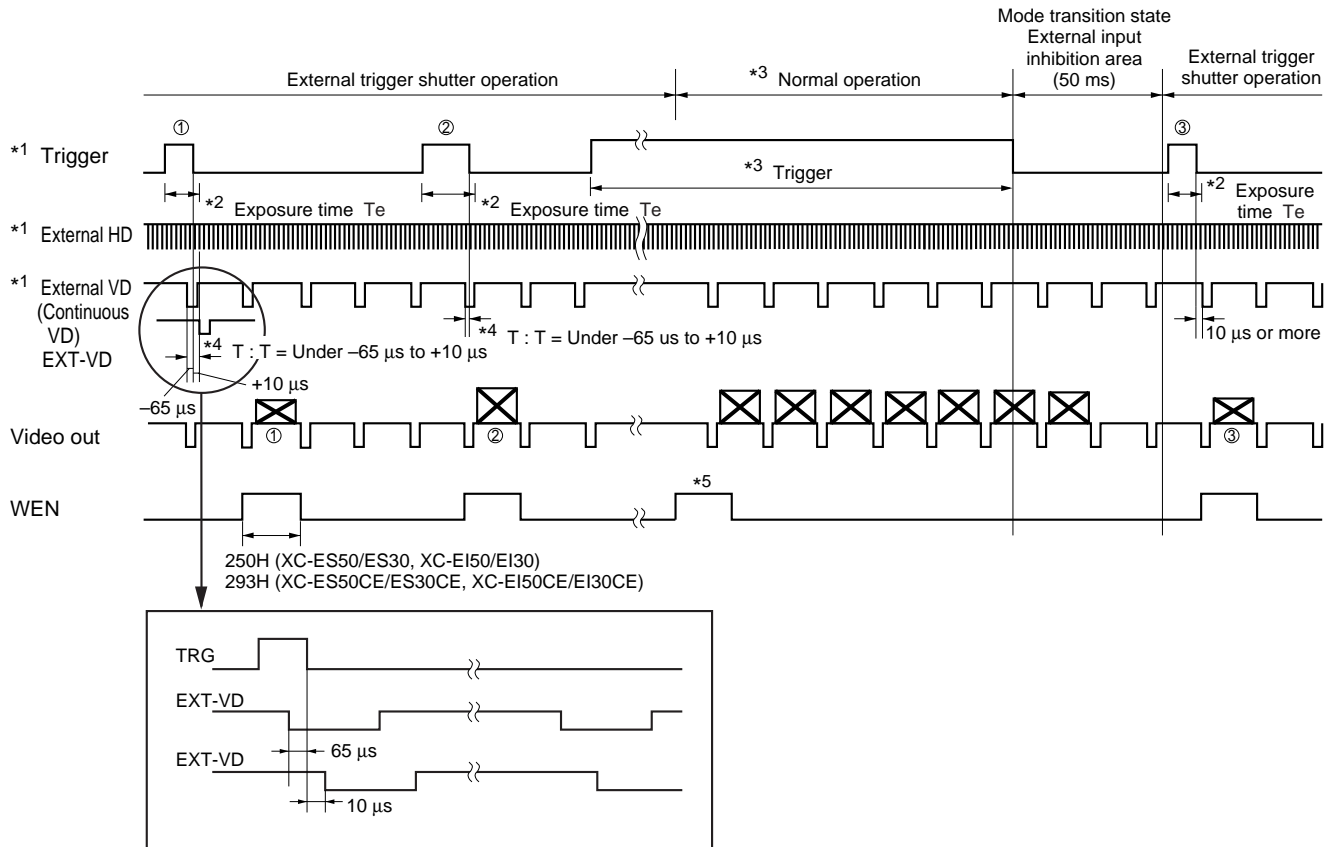 Mode transition state
External input
inhibition area
(50 ms)
External trigger shutter operation
*3 Normal operation
External trigger
shutter operation
① ② ③
*1 Trigger
*3 Trigger
*2 Exposure time Te
*2 Exposure time Te
*2 Exposure
time Te
*1 External HD
*1 External VD
(Continuous
VD)
EXT-VD
*4 T : T = Under –65 µs to +10 µs
*4 T : T = Under –65 us to +10 µs
10 µs or more
+10 µs
–65 µs
Video out
① ② ③
WEN
*5
250H (XC-ES50/ES30, XC-EI50/EI30)
293H (XC-ES50CE/ES30CE, XC-EI50CE/EI30CE)
TRG
EXT-VD
65 µs
EXT-VD
10 µs